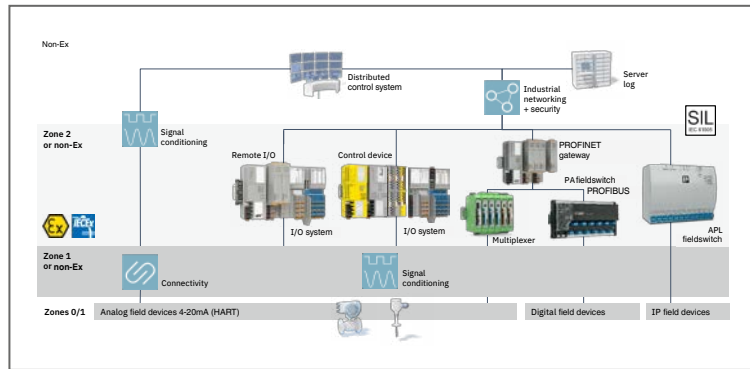 Non-Ex
Distributed
control system
Server
log
Industrial
networking
+ security
SIL
Zone 2
or non-Ex
Signal
conditioning
Remote I/O
Control device
PROFINET
gateway
PA fieldswitch
PROFIBUS
I/O system
I/O system
Multiplexer
APL
fieldswitch
Ex
IECEx
Zone 1
or non-Ex
Connectivity
Signal
conditioning
Zones 0/1
Analog field devices 4-20mA (HART)
Digital field devices
IP field devices